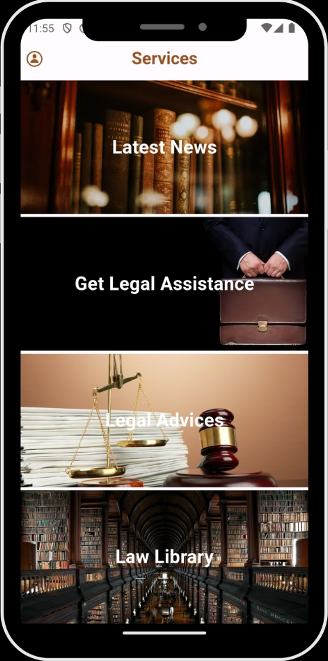 11:55
Services
Latest News
Get Legal Assistance
Legal Advices
Law Library